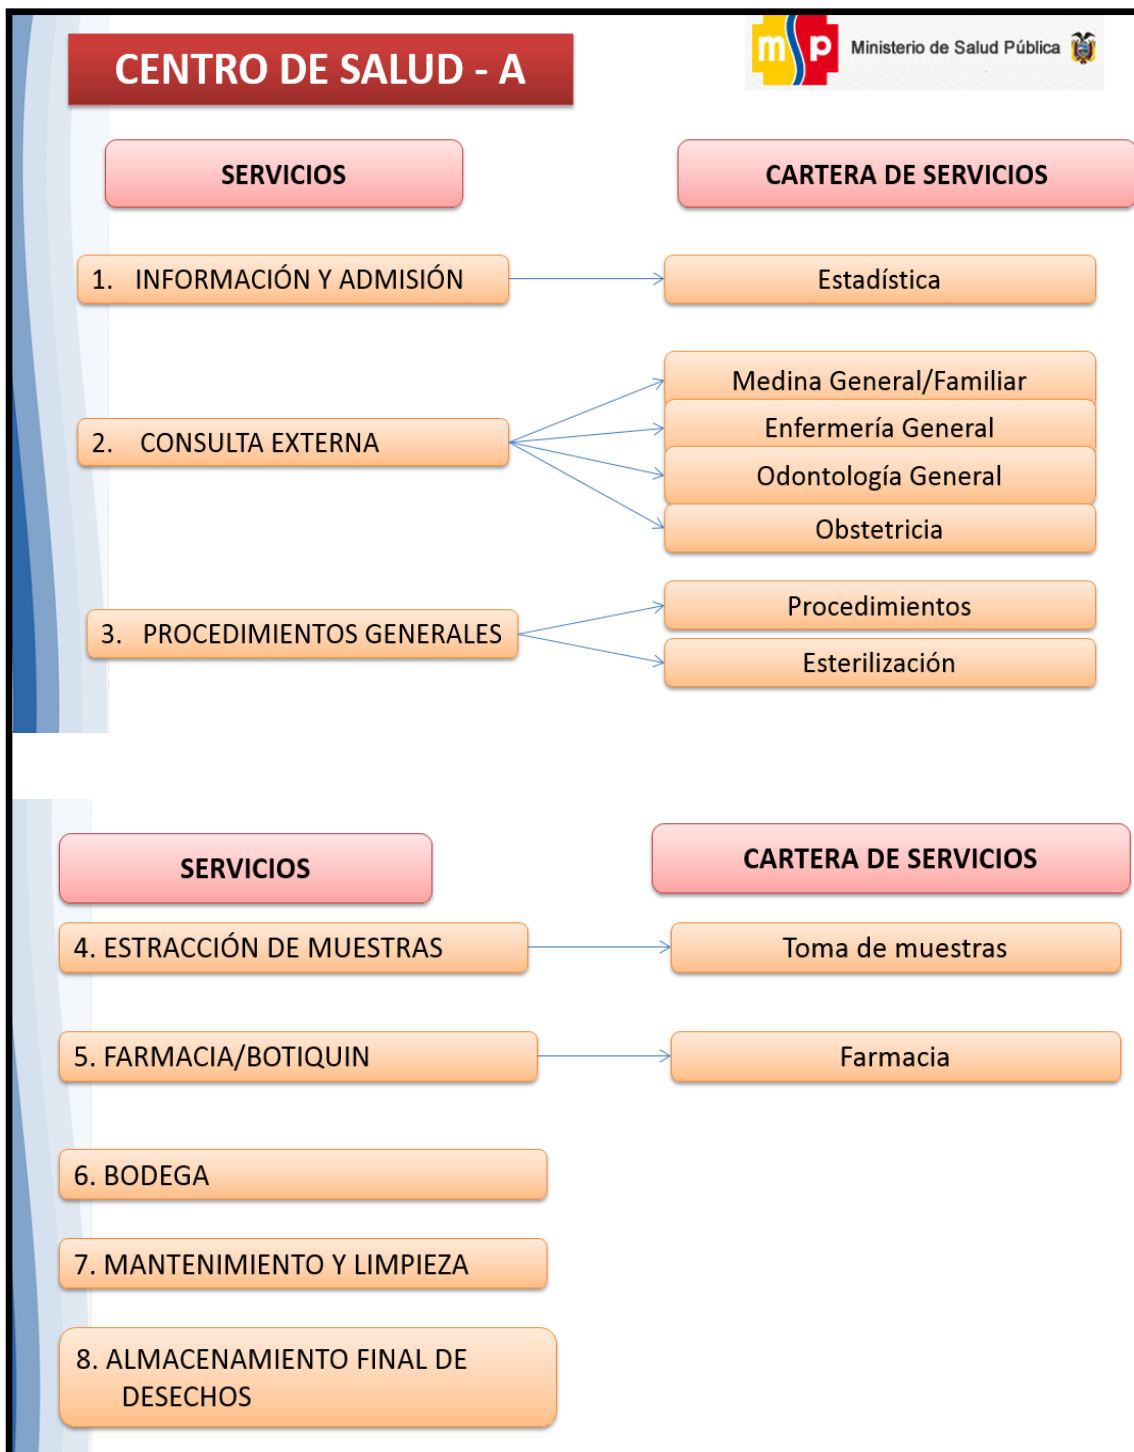 CENTRO DE SALUD - A
msp Ministerio de Salud Pública
SERVICIOS
CARTERA DE SERVICIOS
1. INFORMACIÓN Y ADMISIÓN
Estadística
2. CONSULTA EXTERNA
Medina General/Familiar
Enfermería General
Odontología General
Obstetricia
3. PROCEDIMIENTOS GENERALES
Procedimientos
Esterilización
SERVICIOS
CARTERA DE SERVICIOS
4. ESTRACCIÓN DE MUESTRAS
Toma de muestras
5. FARMACIA/BOTIQUIN
Farmacia
6. BODEGA
7. MANTENIMIENTO Y LIMPIEZA
8. ALMACENAMIENTO FINAL DE
DESECHOS